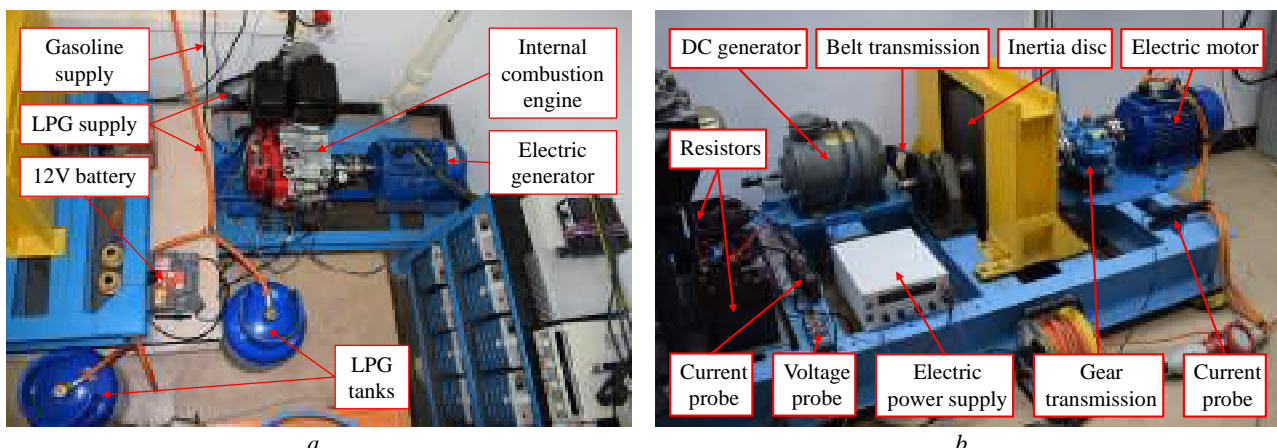 Gasoline
supply
Internal
combustion
engine
LPG supply
12V battery
Electric
generator
LPG
tanks
a
DC generator
Belt transmission
Inertia disc
Electric motor
Resistors
Current
probe
Voltage
probe
Electric
power supply
Gear
transmission
Current
probe
b